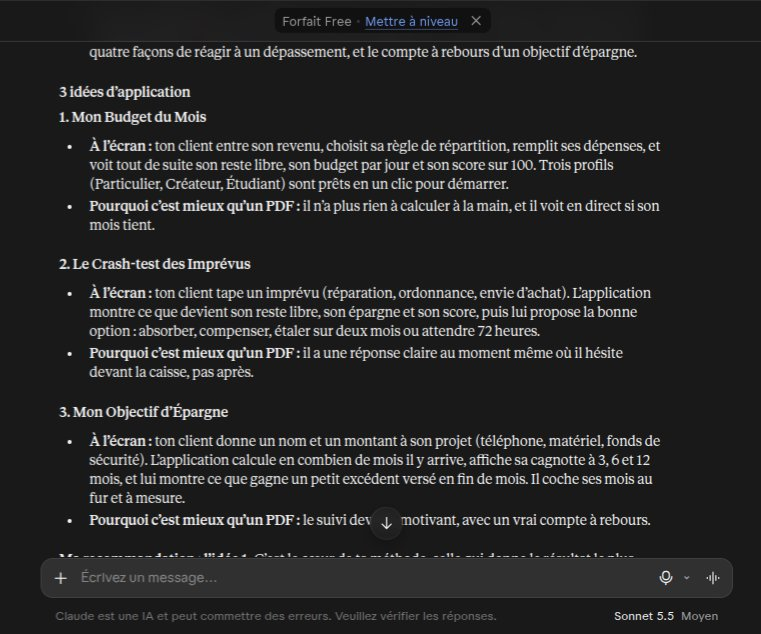 Forfait Free · Mettre à niveau
quatre façons de réagir à un dépassement, et le compte à rebours d'un objectif d'épargne.
3 idées d'application
1. Mon Budget du Mois
À l'écran : ton client entre son revenu, choisit sa règle de répartition, remplit ses dépenses, et
voit tout de suite son reste libre, son budget par jour et son score sur 100. Trois profils
(Particulier, Créateur, Étudiant) sont prêts en un clic pour démarrer.
Pourquoi c'est mieux qu'un PDF : il n'a plus rien à calculer à la main, et il voit en direct si son
mois tient.
2. Le Crash-test des Imprévus
À l'écran : ton client tape un imprévu (réparation, ordonnance, envie d'achat). L'application
montre ce que devient son reste libre, son épargne et son score, puis lui propose la bonne
option : absorber, compenser, étaler sur deux mois ou attendre 72 heures.
Pourquoi c'est mieux qu'un PDF : il a une réponse claire au moment même où il hésite
devant la caisse, pas après.
3. Mon Objectif d'Épargne
À l'écran : ton client donne un nom et un montant à son projet (téléphone, matériel, fonds de
sécurité). L'application calcule en combien de mois il y arrive, affiche sa cagnotte à 3, 6 et 12
mois, et lui montre ce que gagne un petit excédent versé en fin de mois. Il coche ses mois au
fur et à mesure.
Pourquoi c'est mieux qu'un PDF : le suivi motivant, avec un vrai compte à rebours.
Écrivez un message...
Claude est une IA et peut commettre des erreurs. Veuillez vérifier les réponses.
Sonnet 5.5 Moyen